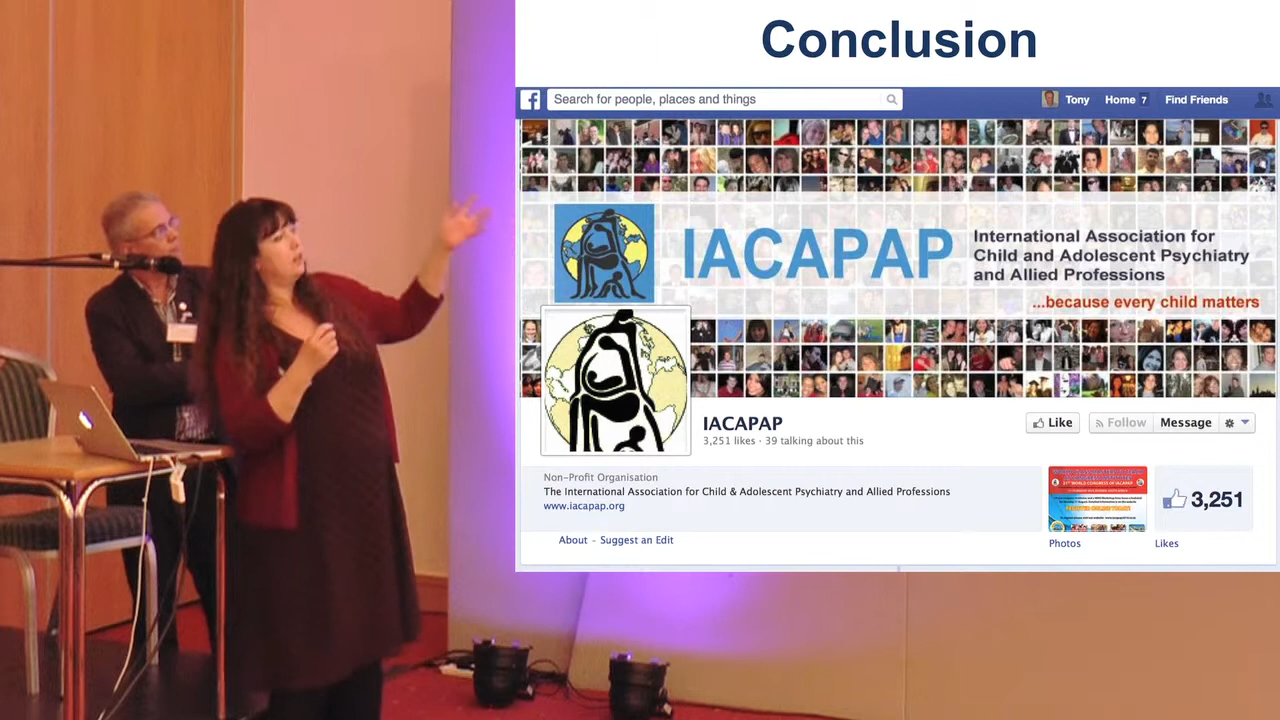 Conclusion
Search for people, places and things
Tony
Home 7
Find Friends
IACAPAP
International Association for
Child and Adolescent Psychiatry
and Allied Professions
...because every child matters
IACAPAP
3,251 likes · 39 talking about this
Like
Follow
Message
Non-Profit Organisation
The International Association for Child & Adolescent Psychiatry and Allied Professions
www.iacapap.org
3,251
About - Suggest an Edit
Photos
Likes